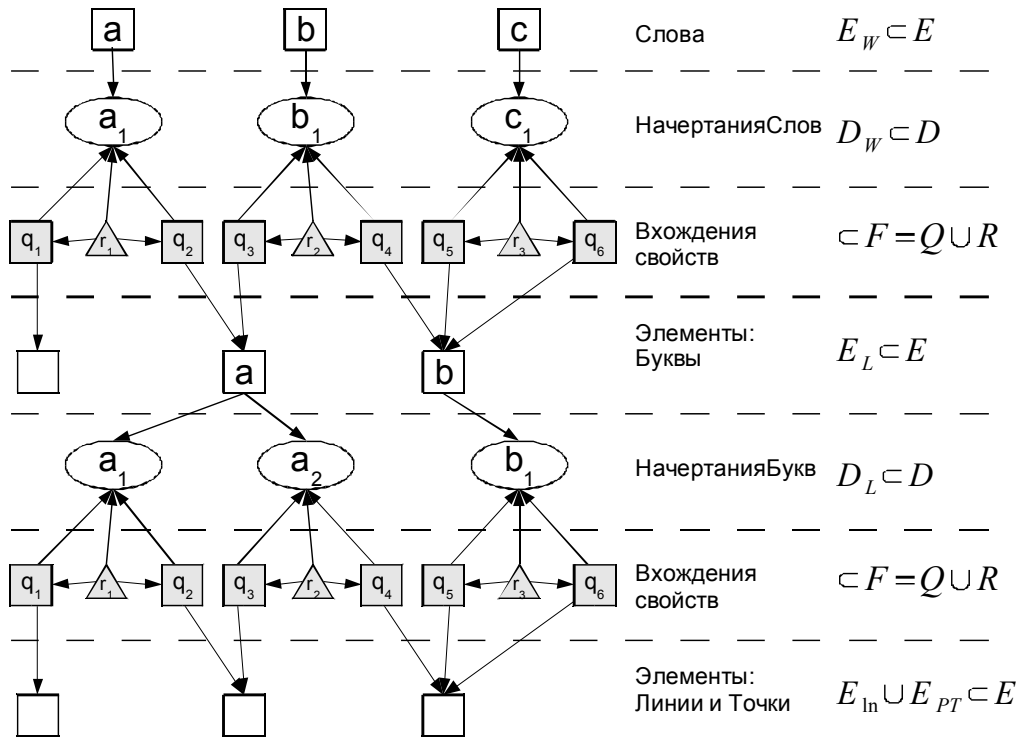 a b c Слова E_W ⊂ E
a₁ b₁ c₁ НачертанияСлов D_W ⊂ D
q₁ r₁ q₂ q₃ r₂ q₄ q₅ r₃ q₆ Вхождения
свойств ⊂ F = Q ∪ R
Элементы:
Буквы E_L ⊂ E
a b
a₁ a₂ b₁ НачертанияБукв D_L ⊂ D
q₁ r₁ q₂ q₃ r₂ q₄ q₅ r₃ q₆ Вхождения
свойств ⊂ F = Q ∪ R
Элементы:
Линии и Точки E_ln ∪ E_PT ⊂ E